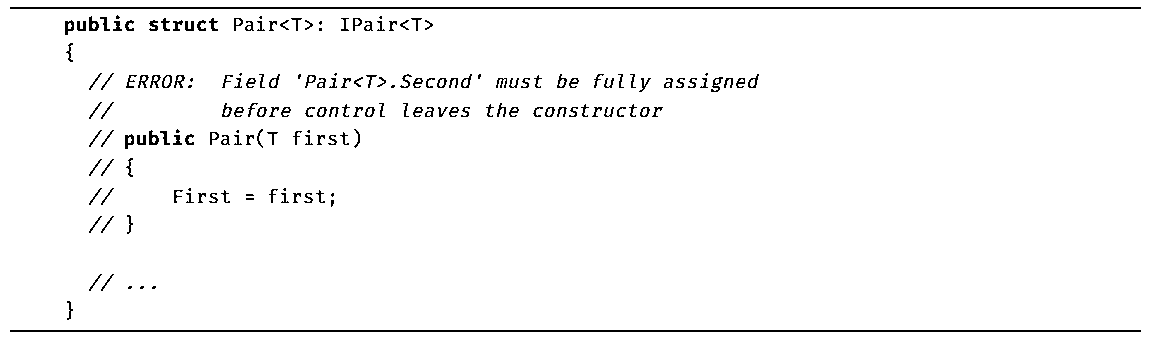 public struct Pair<T>: IPair<T>
{
  // ERROR:  Field 'Pair<T>.Second' must be fully assigned
  //         before control leaves the constructor
  // public Pair(T first)
  // {
  //     First = first;
  // }

  // ...
}